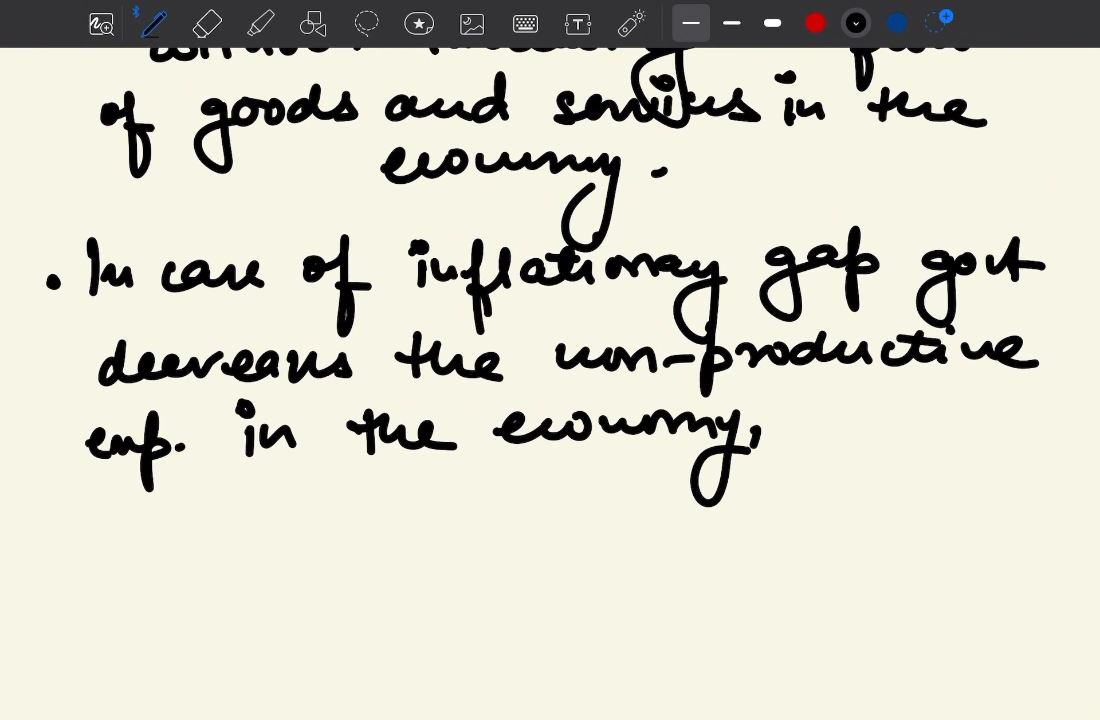 of goods and services in the
economy.
. In case of inflationary gap govt
decreases the non-productive
exp. in the economy,